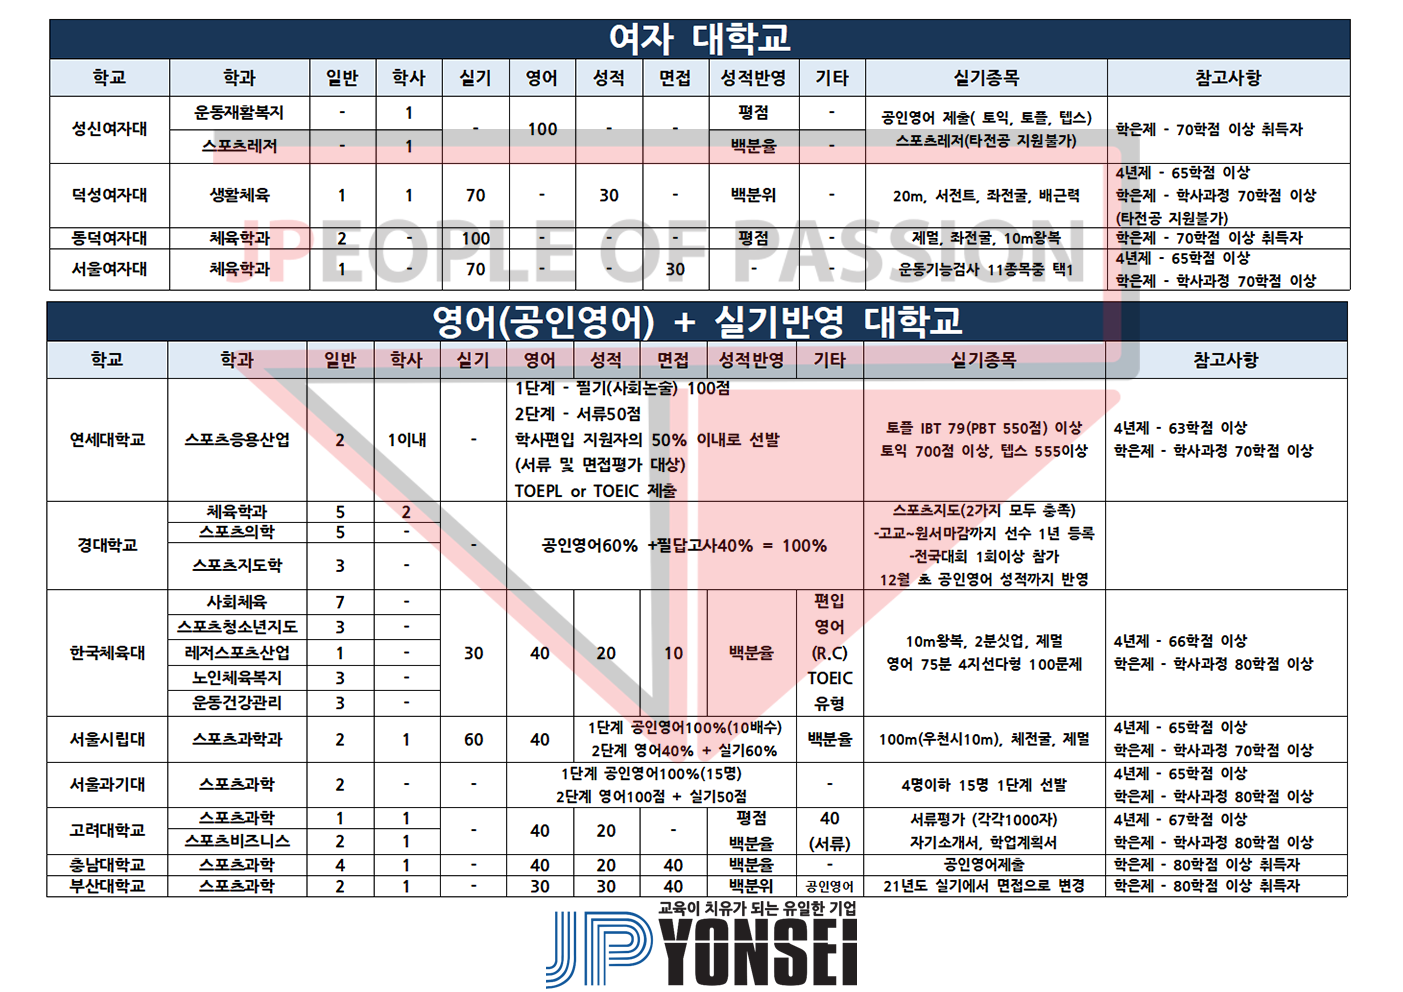 여자 대학교
학교 학과 일반 학사 실기 영어 성적 면접 성적반영 기타 실기종목 참고사항
성신여자대 운동재활복지 - 1 - 100 - - 평점 - 공인영어 제출( 토익, 토플, 텝스) 학은제 - 70학점 이상 취득자
스포츠레저 - 1 백분율 - 스포츠레저(타전공 지원불가)
4년제 - 65학점 이상
덕성여자대 생활체육 1 1 70 - 30 - 백분위 - 20m, 서전트, 좌전굴, 배근력 학은제 - 학사과정 70학점 이상
(타전공 지원불가)
동덕여자대 체육학과 2 - 100 - - - 평점 - 제멀, 좌전굴, 10m왕복 학은제 - 70학점 이상 취득자
4년제 - 65학점 이상
서울여자대 체육학과 1 - 70 - - 30 - - 운동기능검사 11종목중 택1
학은제 - 학사과정 70학점 이상
JPEOPLE OF PASSION
영어(공인영어) + 실기반영 대학교
학교 학과 일반 학사 실기 영어 성적 면접 성적반영 기타 실기종목 참고사항
1단계 - 필기(사회논술) 100점
2단계 - 서류50점
토플 IBT 79(PBT 550점) 이상 4년제 - 63학점 이상
연세대학교 스포츠응용산업 2 1이내 - 학사편입 지원자의 50% 이내로 선발
토익 700점 이상, 텝스 555이상 학은제 - 학사과정 70학점 이상
(서류 및 면접평가 대상)
TOEPL or TOEIC 제출
체육학과 5 2 스포츠지도(2가지 모두 충족)
스포츠의학 5 - -고교~원서마감까지 선수 1년 등록
경대학교 - 공인영어60% +필답고사40% = 100%
-전국대회 1회이상 참가
스포츠지도학 3 -
12월 초 공인영어 성적까지 반영
사회체육 7 - 편입
스포츠청소년지도 3 - 영어
10m왕복, 2분싯업, 제멀 4년제 - 66학점 이상
한국체육대 레저스포츠산업 1 - 30 40 20 10 백분율 (R.C)
영어 75분 4지선다형 100문제 학은제 - 학사과정 80학점 이상
노인체육복지 3 - TOEIC
운동건강관리 3 - 유형
1단계 공인영어100%(10배수) 4년제 - 65학점 이상
서울시립대 스포츠과학과 2 1 60 40 백분율 100m(우천시10m), 체전굴, 제멀
2단계 영어40% + 실기60% 학은제 - 학사과정 70학점 이상
1단계 공인영어100%(15명) 4년제 - 65학점 이상
서울과기대 스포츠과학 2 - - - 4명이하 15명 1단계 선발
2단계 영어100점 + 실기50점 학은제 - 학사과정 80학점 이상
스포츠과학 1 1 평점 40 서류평가 (각각1000자) 4년제 - 67학점 이상
고려대학교 - 40 20 -
스포츠비즈니스 2 1 백분율 (서류) 자기소개서, 학업계획서 학은제 - 학사과정 80학점 이상
충남대학교 스포츠과학 4 1 - 40 20 40 백분율 - 공인영어제출 학은제 - 80학점 이상 취득자
부산대학교 스포츠과학 2 1 - 30 30 40 백분위 공인영어 21년도 실기에서 면접으로 변경 학은제 - 80학점 이상 취득자
교육이 치유가 되는 유일한 기업
JP YONSEI